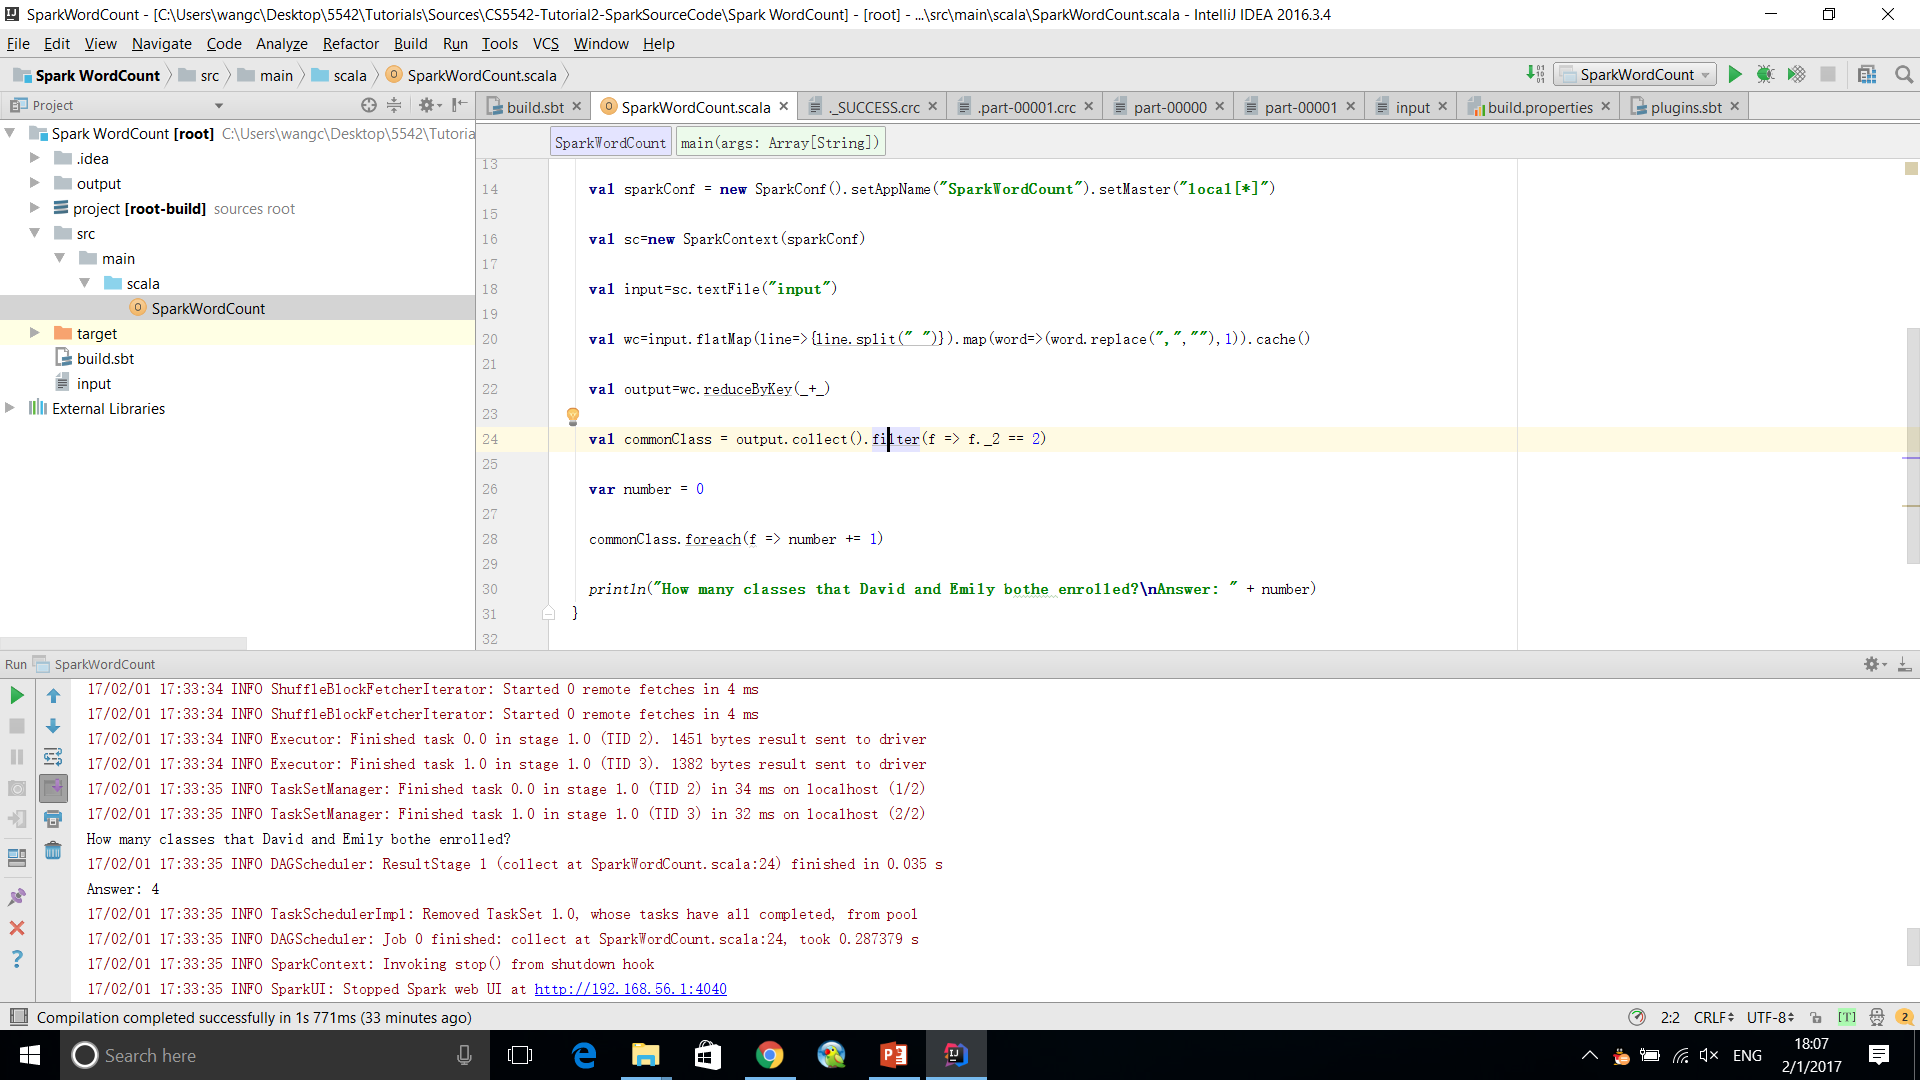 SparkWordCount - [C:\Users\wangc\Desktop\5542\Tutorials\Sources\CS5542-Tutorial2-SparkSourceCode\Spark WordCount] - [root] - ...\src\main\scala\SparkWordCount.scala - IntelliJ IDEA 2016.3.4
File Edit View Navigate Code Analyze Refactor Build Run Tools VCS Window Help
Spark WordCount src main scala SparkWordCount.scala SparkWordCount
Project build.sbt SparkWordCount.scala ._SUCCESS.crc .part-00001.crc part-00000 part-00001 input build.properties plugins.sbt
Spark WordCount [root] C:\Users\wangc\Desktop\5542\Tutoria
.idea
output
project [root-build] sources root
src
main
scala
SparkWordCount
target
build.sbt
input
External Libraries
SparkWordCount main(args: Array[String])
13
14 val sparkConf = new SparkConf().setAppName("SparkWordCount").setMaster("local[*]")
15
16 val sc=new SparkContext(sparkConf)
17
18 val input=sc.textFile("input")
19
20 val wc=input.flatMap(line=>{line.split(" ")}).map(word=>(word.replace(",",""),1)).cache()
21
22 val output=wc.reduceByKey(_+_)
23
24 val commonClass = output.collect().filter(f => f._2 == 2)
25
26 var number = 0
27
28 commonClass.foreach(f => number += 1)
29
30 println("How many classes that David and Emily bothe enrolled?\nAnswer: " + number)
31 }
32
Run SparkWordCount
17/02/01 17:33:34 INFO ShuffleBlockFetcherIterator: Started 0 remote fetches in 4 ms
17/02/01 17:33:34 INFO ShuffleBlockFetcherIterator: Started 0 remote fetches in 4 ms
17/02/01 17:33:34 INFO Executor: Finished task 0.0 in stage 1.0 (TID 2). 1451 bytes result sent to driver
17/02/01 17:33:34 INFO Executor: Finished task 1.0 in stage 1.0 (TID 3). 1382 bytes result sent to driver
17/02/01 17:33:35 INFO TaskSetManager: Finished task 0.0 in stage 1.0 (TID 2) in 34 ms on localhost (1/2)
17/02/01 17:33:35 INFO TaskSetManager: Finished task 1.0 in stage 1.0 (TID 3) in 32 ms on localhost (2/2)
How many classes that David and Emily bothe enrolled?
17/02/01 17:33:35 INFO DAGScheduler: ResultStage 1 (collect at SparkWordCount.scala:24) finished in 0.035 s
Answer: 4
17/02/01 17:33:35 INFO TaskSchedulerImpl: Removed TaskSet 1.0, whose tasks have all completed, from pool
17/02/01 17:33:35 INFO DAGScheduler: Job 0 finished: collect at SparkWordCount.scala:24, took 0.287379 s
17/02/01 17:33:35 INFO SparkContext: Invoking stop() from shutdown hook
17/02/01 17:33:35 INFO SparkUI: Stopped Spark web UI at http://192.168.56.1:4040
Compilation completed successfully in 1s 771ms (33 minutes ago) 2:2 CRLF UTF-8 [T] 2
Search here ENG 18:07
2/1/2017